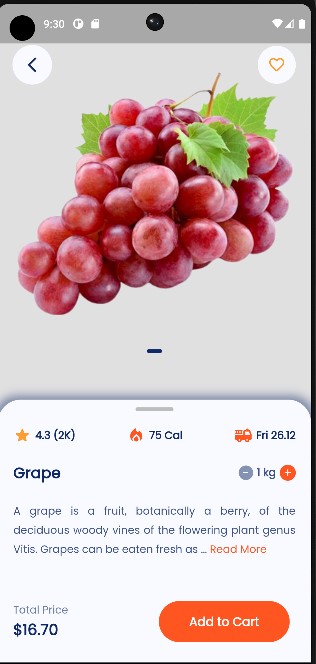 9:30
4.3 (2K)
75 Cal
Fri 26.12
Grape
1 kg
A grape is a fruit, botanically a berry, of the
deciduous woody vines of the flowering plant genus
Vitis. Grapes can be eaten fresh as ... Read More
Total Price
$16.70
Add to Cart